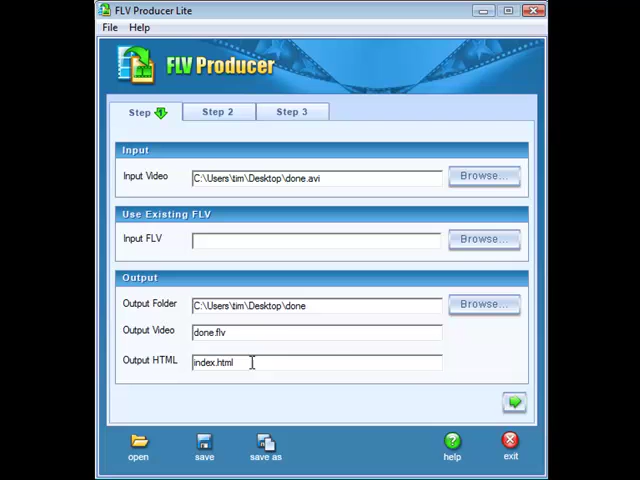 FLV Producer Lite
File Help
FLV Producer
Step 1 Step 2 Step 3
Input
Input Video C:\Users\tim\Desktop\done.avi Browse...
Use Existing FLV
Input FLV Browse...
Output
Output Folder C:\Users\tim\Desktop\done Browse...
Output Video done.flv
Output HTML index.html
open save save as help exit